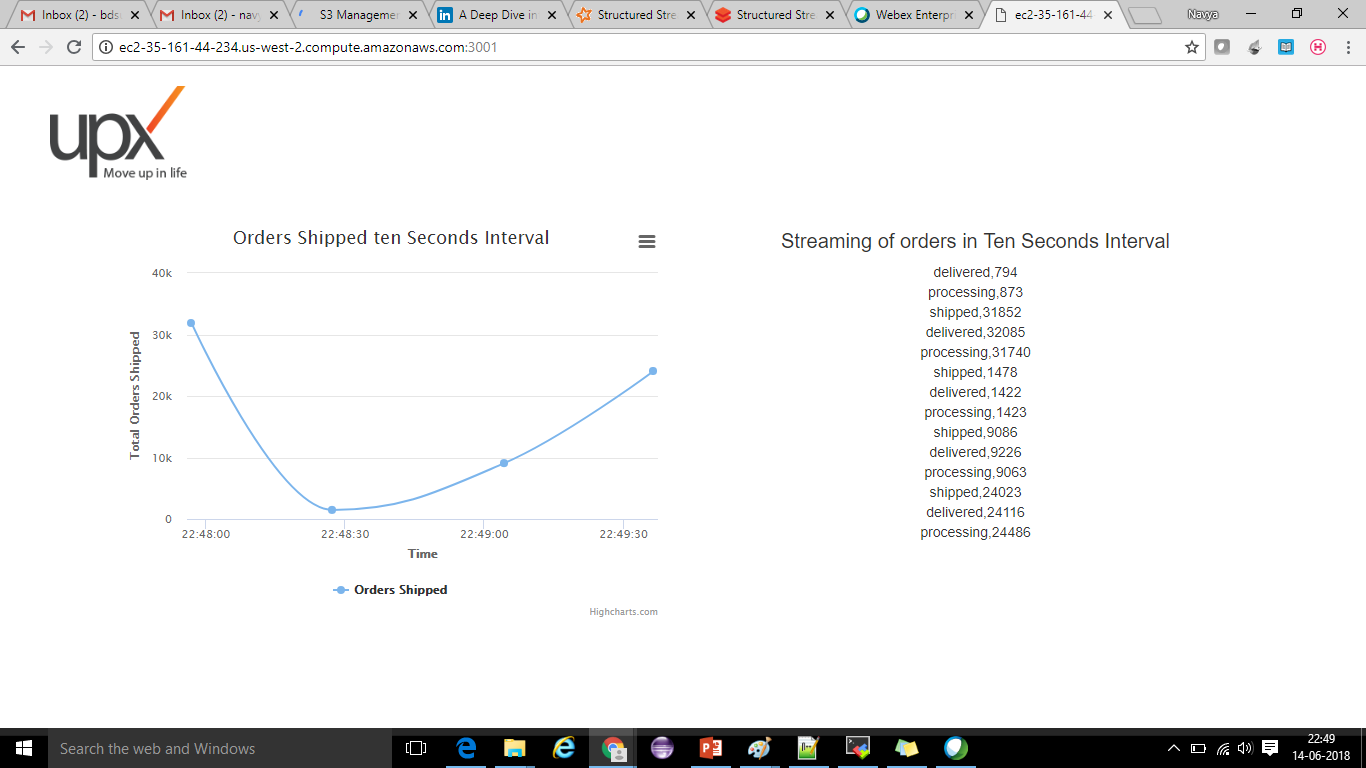 Inbox (2) - bds
Inbox (2) - nav
S3 Managemen
A Deep Dive in
Structured Stre
Structured Stre
Webex Enterpr
ec2-35-161-44
Navya
ec2-35-161-44-234.us-west-2.compute.amazonaws.com:3001
upx
Move up in life
Orders Shipped ten Seconds Interval
40k
30k
20k
10k
0
Total Orders Shipped
22:48:00
22:48:30
22:49:00
22:49:30
Time
Orders Shipped
Highcharts.com
Streaming of orders in Ten Seconds Interval
delivered,794
processing,873
shipped,31852
delivered,32085
processing,31740
shipped,1478
delivered,1422
processing,1423
shipped,9086
delivered,9226
processing,9063
shipped,24023
delivered,24116
processing,24486
Search the web and Windows
22:49
14-06-2018